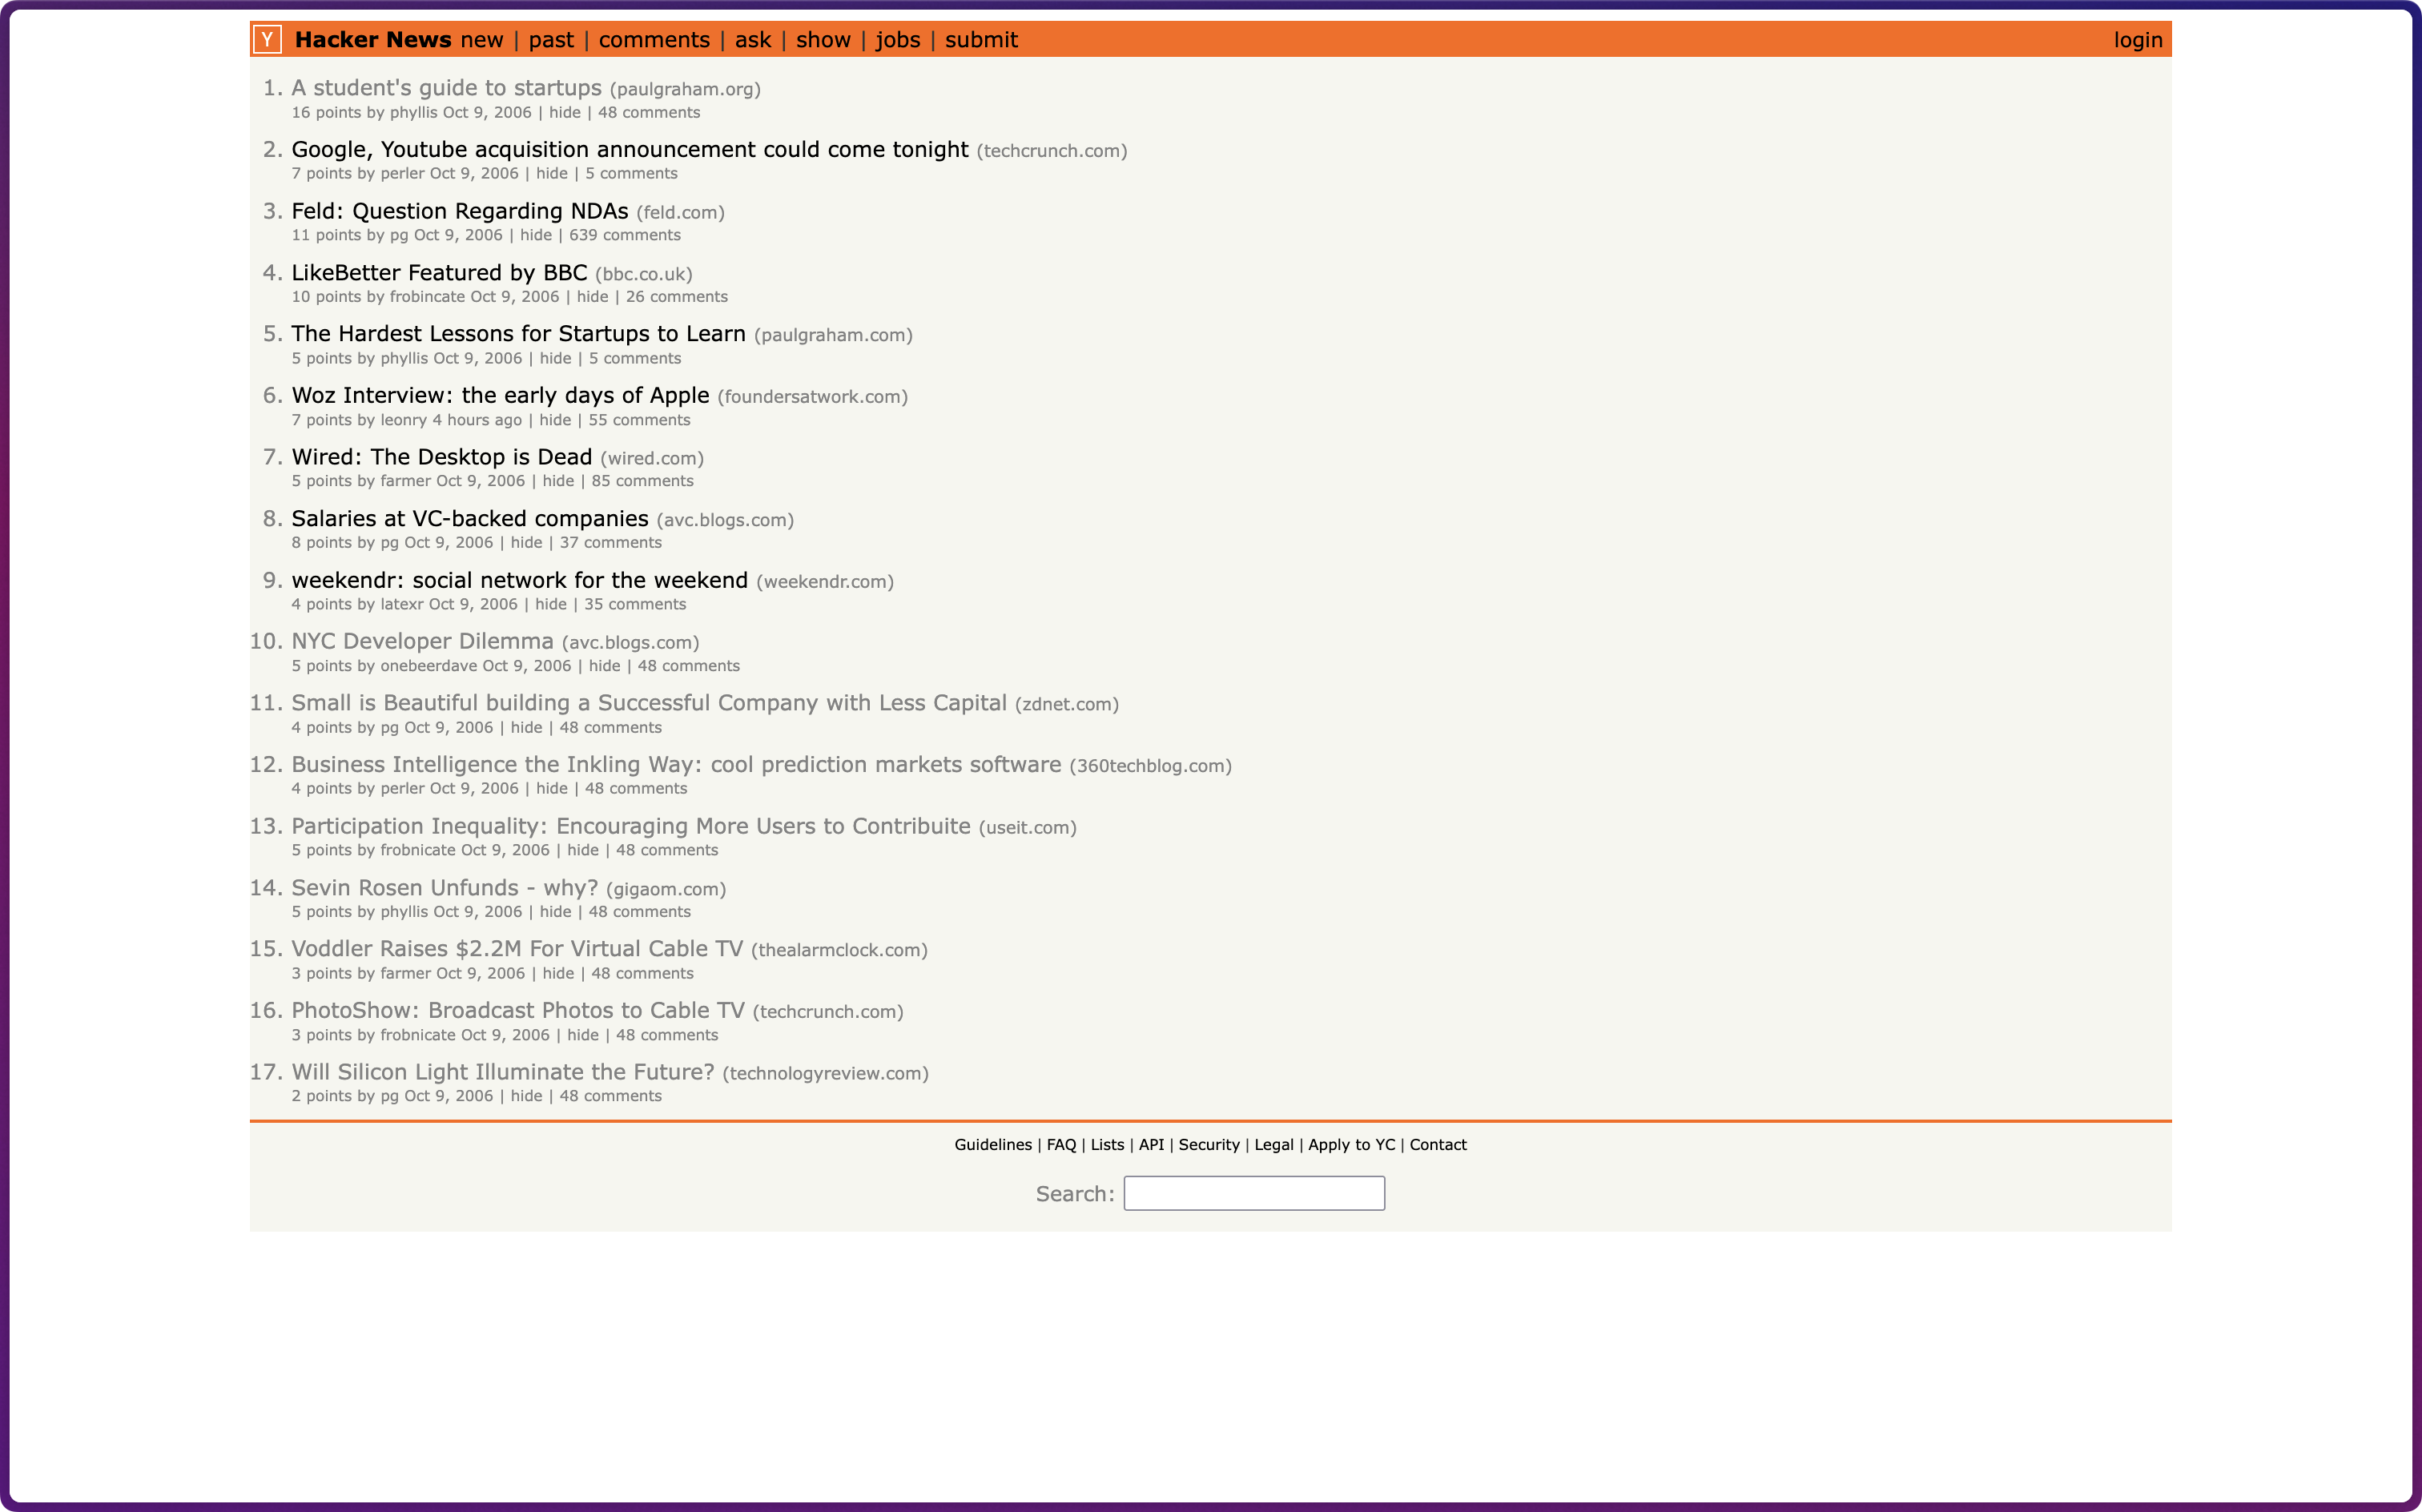 Y Hacker News new | past | comments | ask | show | jobs | submit login
1. A student's guide to startups (paulgraham.org)
16 points by phyllis Oct 9, 2006 | hide | 48 comments
2. Google, Youtube acquisition announcement could come tonight (techcrunch.com)
7 points by perler Oct 9, 2006 | hide | 5 comments
3. Feld: Question Regarding NDAs (feld.com)
11 points by pg Oct 9, 2006 | hide | 639 comments
4. LikeBetter Featured by BBC (bbc.co.uk)
10 points by frobincate Oct 9, 2006 | hide | 26 comments
5. The Hardest Lessons for Startups to Learn (paulgraham.com)
5 points by phyllis Oct 9, 2006 | hide | 5 comments
6. Woz Interview: the early days of Apple (foundersatwork.com)
7 points by leonry 4 hours ago | hide | 55 comments
7. Wired: The Desktop is Dead (wired.com)
5 points by farmer Oct 9, 2006 | hide | 85 comments
8. Salaries at VC-backed companies (avc.blogs.com)
8 points by pg Oct 9, 2006 | hide | 37 comments
9. weekendr: social network for the weekend (weekendr.com)
4 points by latexr Oct 9, 2006 | hide | 35 comments
10. NYC Developer Dilemma (avc.blogs.com)
5 points by onebeerdave Oct 9, 2006 | hide | 48 comments
11. Small is Beautiful building a Successful Company with Less Capital (zdnet.com)
4 points by pg Oct 9, 2006 | hide | 48 comments
12. Business Intelligence the Inkling Way: cool prediction markets software (360techblog.com)
4 points by perler Oct 9, 2006 | hide | 48 comments
13. Participation Inequality: Encouraging More Users to Contribuite (useit.com)
5 points by frobnicate Oct 9, 2006 | hide | 48 comments
14. Sevin Rosen Unfunds - why? (gigaom.com)
5 points by phyllis Oct 9, 2006 | hide | 48 comments
15. Voddler Raises $2.2M For Virtual Cable TV (thealarmclock.com)
3 points by farmer Oct 9, 2006 | hide | 48 comments
16. PhotoShow: Broadcast Photos to Cable TV (techcrunch.com)
3 points by frobnicate Oct 9, 2006 | hide | 48 comments
17. Will Silicon Light Illuminate the Future? (technologyreview.com)
2 points by pg Oct 9, 2006 | hide | 48 comments
Guidelines | FAQ | Lists | API | Security | Legal | Apply to YC | Contact
Search: